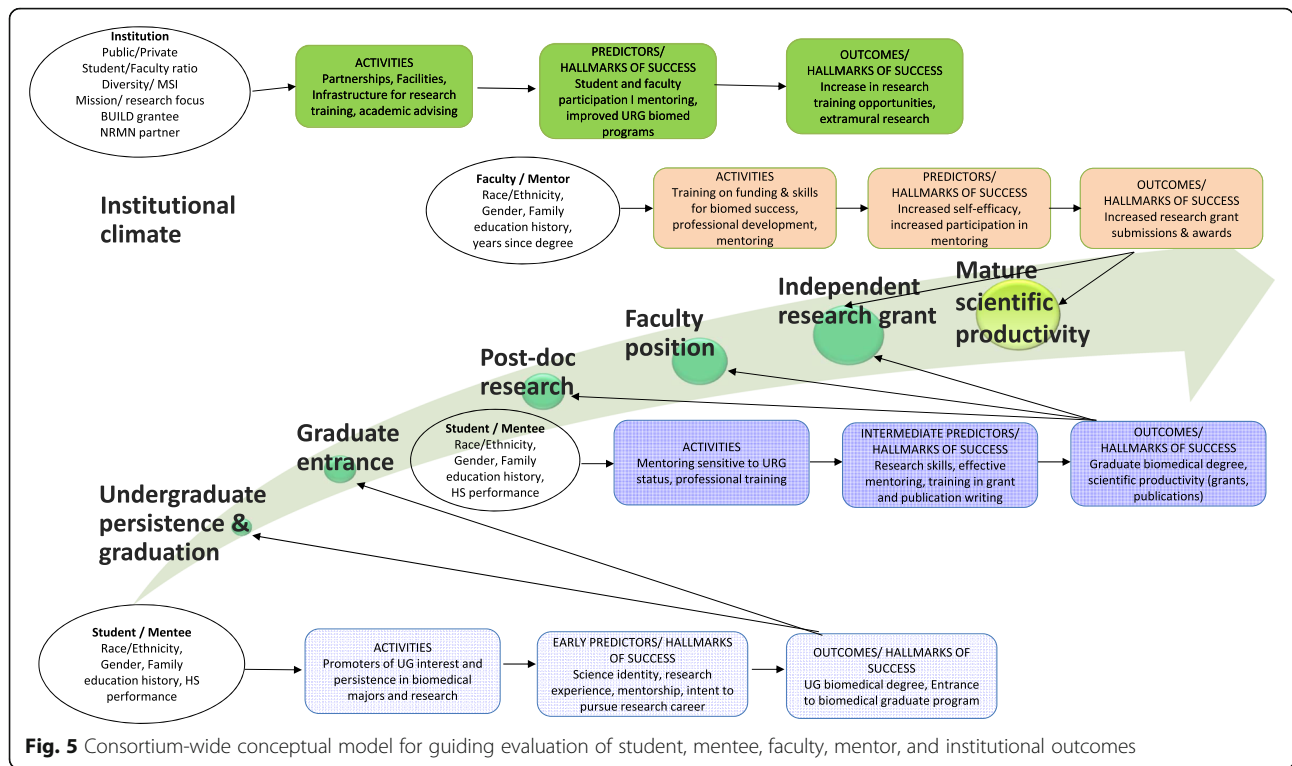 Institution
Public/Private
Student/Faculty ratio
Diversity/ MSI
Mission/ research focus
BUILD grantee
NRMN partner
ACTIVITIES
Partnerships, Facilities,
Infrastructure for research
training, academic advising
PREDICTORS/
HALLMARKS OF SUCCESS
Student and faculty
participation I mentoring,
improved URG biomed
programs
OUTCOMES/
HALLMARKS OF SUCCESS
Increase in research
training opportunities,
extramural research
Institutional
climate
Faculty / Mentor
Race/Ethnicity,
Gender, Family
education history,
years since degree
ACTIVITIES
Training on funding & skills
for biomed success,
professional development,
mentoring
PREDICTORS/
HALLMARKS OF SUCCESS
Increased self-efficacy,
increased participation in
mentoring
OUTCOMES/
HALLMARKS OF SUCCESS
Increased research grant
submissions & awards
Mature
scientific
productivity
Independent
research grant
Faculty
position
Post-doc
research
Graduate
entrance
Undergraduate
persistence &
graduation
Student / Mentee
Race/Ethnicity,
Gender, Family
education history,
HS performance
ACTIVITIES
Mentoring sensitive to URG
status, professional training
INTERMEDIATE PREDICTORS/
HALLMARKS OF SUCCESS
Research skills, effective
mentoring, training in grant
and publication writing
OUTCOMES/
HALLMARKS OF SUCCESS
Graduate biomedical degree,
scientific productivity (grants,
publications)
Student / Mentee
Race/Ethnicity,
Gender, Family
education history, HS
performance
ACTIVITIES
Promoters of UG interest and
persistence in biomedical
majors and research
EARLY PREDICTORS/ HALLMARKS
OF SUCCESS
Science identity, research
experience, mentorship, intent to
pursue research career
OUTCOMES/ HALLMARKS OF
SUCCESS
UG biomedical degree, Entrance
to biomedical graduate program
Fig. 5 Consortium-wide conceptual model for guiding evaluation of student, mentee, faculty, mentor, and institutional outcomes